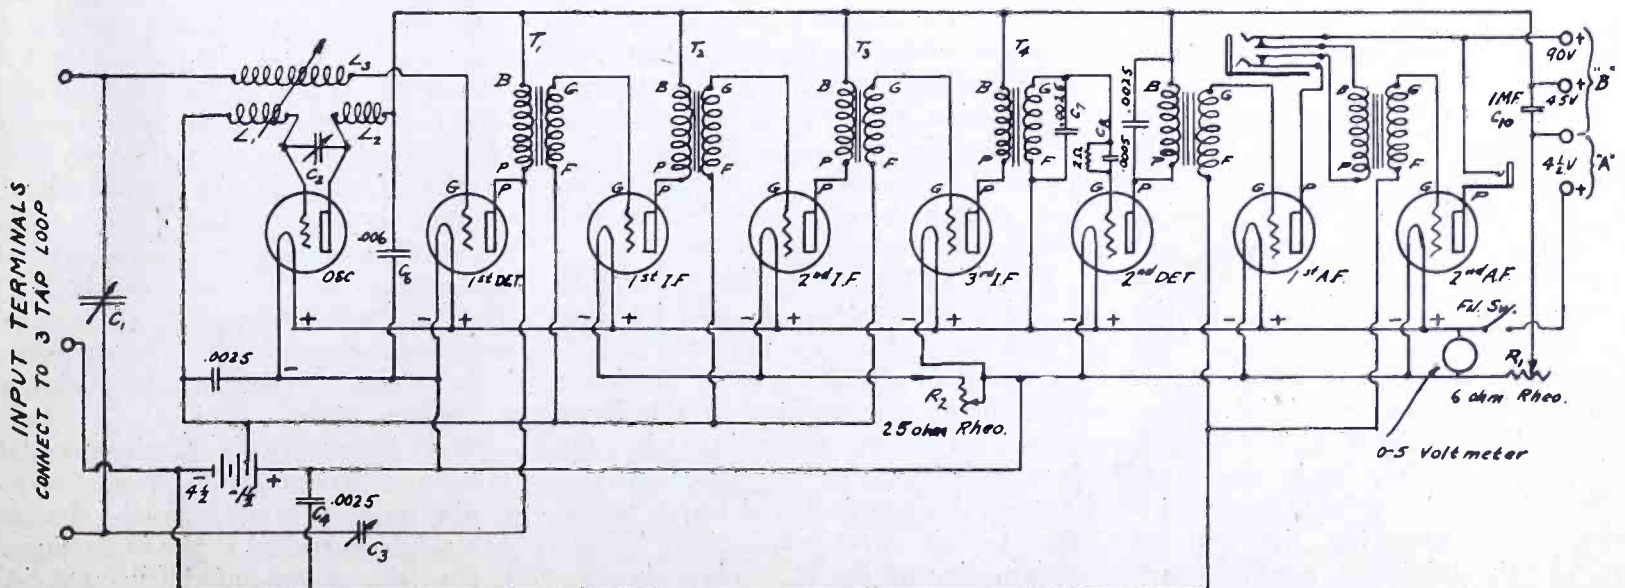 INPUT TERMINALS
CONNECT TO 3 TAP LOOP
C1
L3
L1
L2
C2
OSC
+
-
.0025
.006
C6
T1
B
G
P
F
G
P
1st DET.
- +
T2
B
G
P
F
G
P
1st I.F.
- +
T3
B
G
P
F
G
P
2nd I.F.
- +
T4
B
G
P
F
G
P
3rd I.F.
- +
.0025
C7
C8
2Ω
.0005
.0025
G
P
2nd DET
- +
B
G
P
F
G
P
1st A.F.
- +
B
G
P
F
G
P
2nd A.F.
- +
Fil. Sw.
+
90V
+
45V
"B"
1MF.
C10
-
4½V
"A"
+
R1
6 ohm Rheo.
0-5 Voltmeter
R2
25 ohm Rheo.
-
4½
-1½
+
.0025
C4
C3